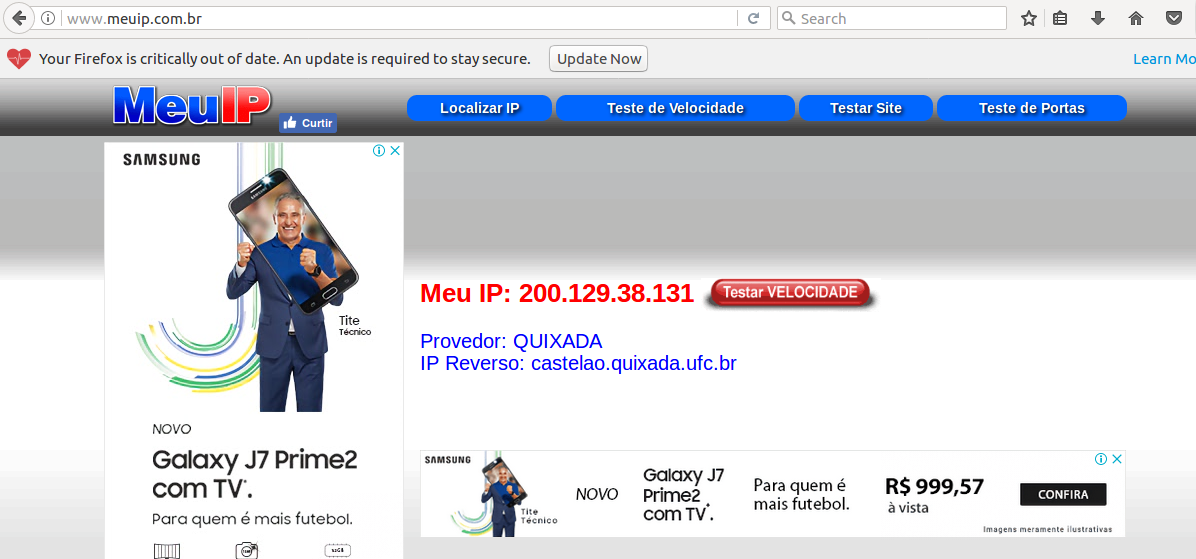 www.meuip.com.br
Search
Your Firefox is critically out of date. An update is required to stay secure.
Update Now
Learn Mo
MeuIP
Curtir
Localizar IP
Teste de Velocidade
Testar Site
Teste de Portas
SAMSUNG
SAMSUNG
Tite
Técnico
NOVO
Galaxy J7 Prime2
com TV*.
Para quem é mais futebol.
Meu IP: 200.129.38.131
Testar VELOCIDADE
Provedor: QUIXADA
IP Reverso: castelao.quixada.ufc.br
SAMSUNG
Tite
Técnico
NOVO
Galaxy J7
Prime2
com TV*.
Para quem é
mais futebol.
R$ 999,57
à vista
CONFIRA
Imagens meramente ilustrativas